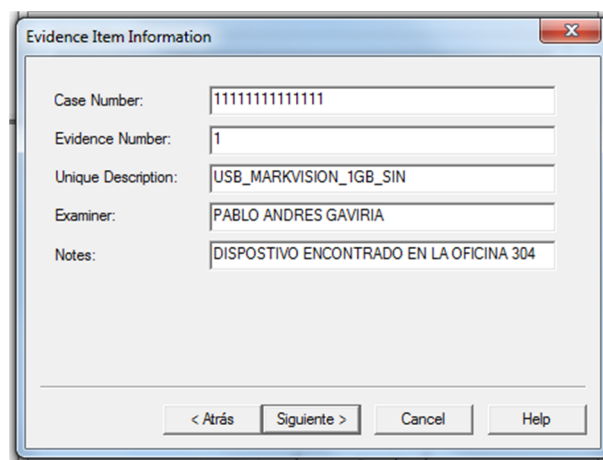 Evidence Item Information
Case Number: 11111111111111
Evidence Number: 1
Unique Description: USB_MARKVISION_1GB_SIN
Examiner: PABLO ANDRES GAVIRIA
Notes: DISPOSTIVO ENCONTRADO EN LA OFICINA 304
< Atrás Siguiente > Cancel Help